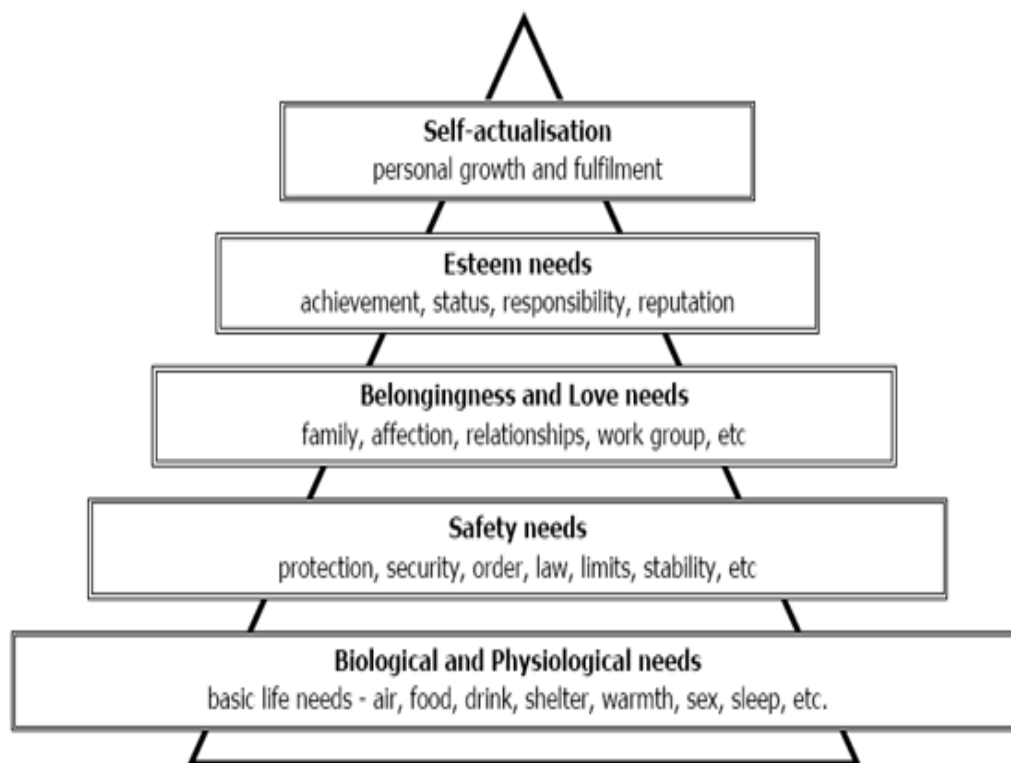 Self-actualisation
personal growth and fulfilment
Esteem needs
achievement, status, responsibility, reputation
Belongingness and Love needs
family, affection, relationships, work group, etc
Safety needs
protection, security, order, law, limits, stability, etc
Biological and Physiological needs
basic life needs - air, food, drink, shelter, warmth, sex, sleep, etc.